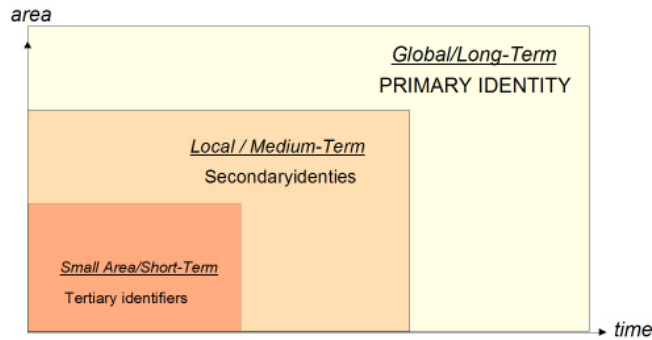 area
Global/Long-Term
PRIMARY IDENTITY
Local / Medium-Term
Secondaryidenties
Small Area/Short-Term
Tertiary identifiers
time